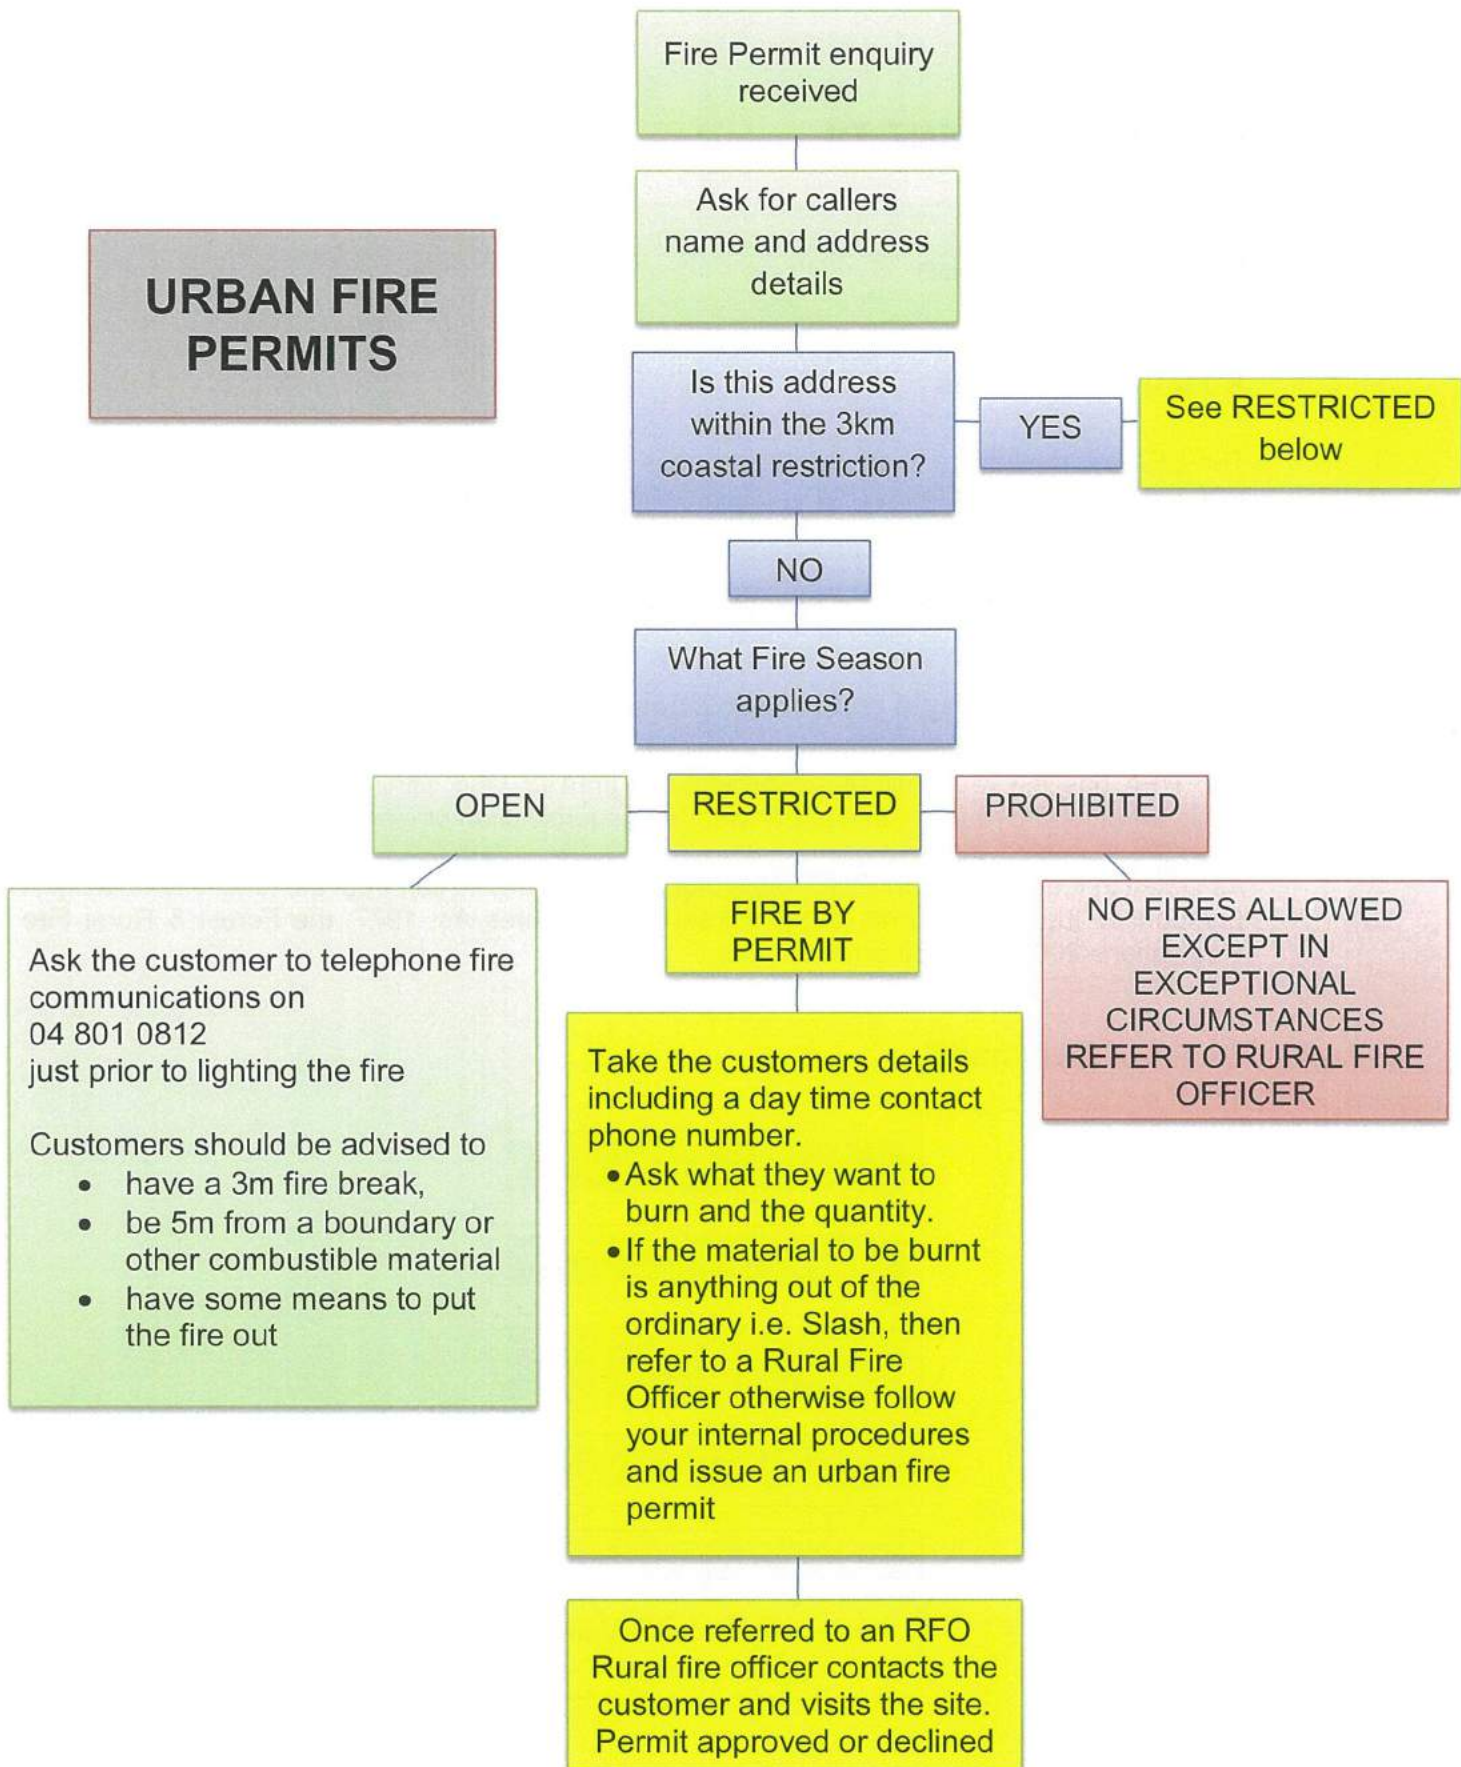 Fire Permit enquiry
received
Ask for callers
name and address
details
URBAN FIRE
PERMITS
Is this address
within the 3km
coastal restriction?
YES
See RESTRICTED
below
NO
What Fire Season
applies?
OPEN
RESTRICTED
PROHIBITED
Ask the customer to telephone fire
communications on
04 801 0812
just prior to lighting the fire
Customers should be advised to
• have a 3m fire break,
• be 5m from a boundary or
other combustible material
• have some means to put
the fire out
FIRE BY
PERMIT
Take the customers details
including a day time contact
phone number.
• Ask what they want to
burn and the quantity.
• If the material to be burnt
is anything out of the
ordinary i.e. Slash, then
refer to a Rural Fire
Officer otherwise follow
your internal procedures
and issue an urban fire
permit
Once referred to an RFO
Rural fire officer contacts the
customer and visits the site.
Permit approved or declined
NO FIRES ALLOWED
EXCEPT IN
EXCEPTIONAL
CIRCUMSTANCES
REFER TO RURAL FIRE
OFFICER